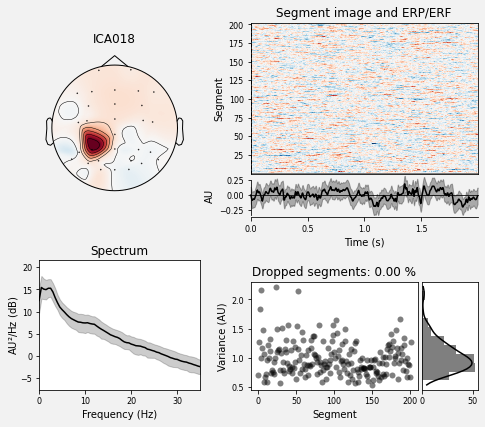 ICA018
Segment image and ERP/ERF
Segment
200
175
150
125
100
75
50
25
AU
0.25
0.00
-0.25
0.0 0.5 1.0 1.5
Time (s)
Spectrum
AU²/Hz (dB)
20
15
10
5
0
−5
0 10 20 30
Frequency (Hz)
Dropped segments: 0.00 %
Variance (AU)
2.0
1.5
1.0
0.5
0 50 100 150 200
Segment
0 50